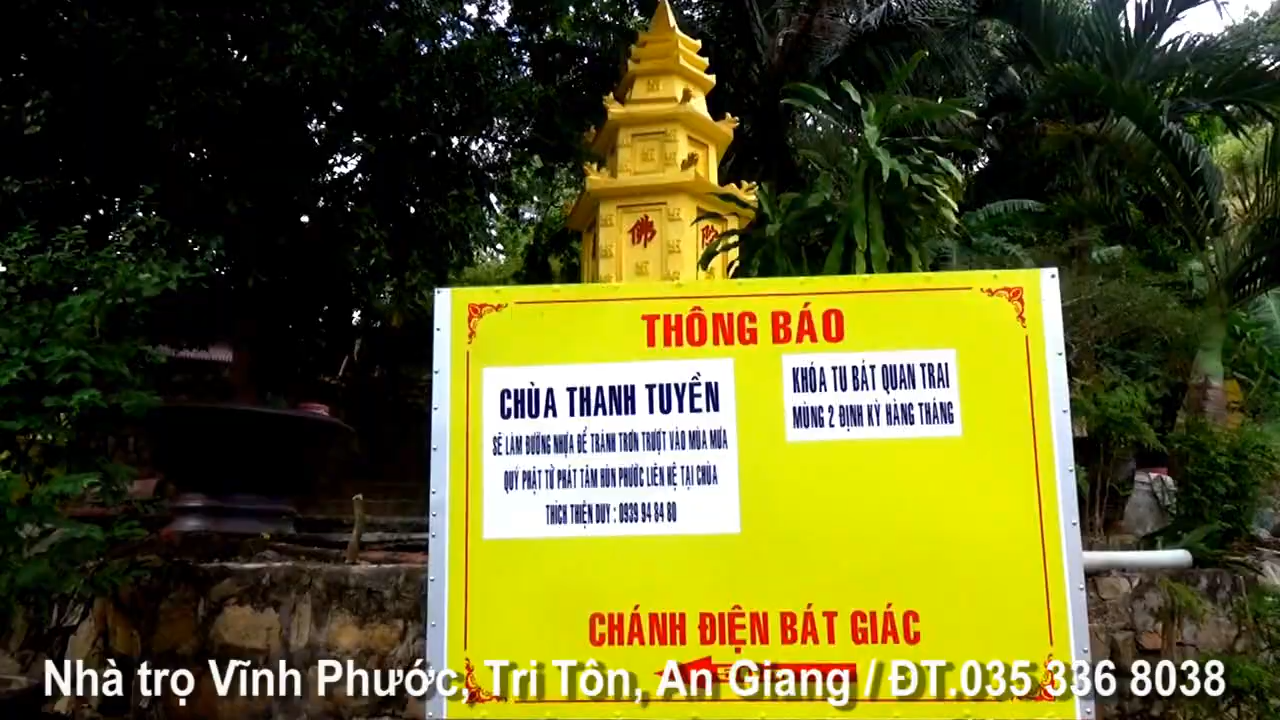 佛
THÔNG BÁO
CHÙA THANH TUYỀN
SẼ LÀM ĐƯỜNG NHỰA ĐỂ TRÁNH TRƠN TRƯỢT VÀO MÙA MƯA
QUÝ PHẬT TỬ PHÁT TÂM HÙN PHƯỚC LIÊN HỆ TẠI CHÙA
THÍCH THIỆN DUY : 0939 94 84 80
KHÓA TU BÁT QUAN TRAI
MÙNG 2 ĐỊNH KỲ HÀNG THÁNG
CHÁNH ĐIỆN BÁT GIÁC
Nhà trọ Vĩnh Phước, Tri Tôn, An Giang / ĐT.035 336 8038